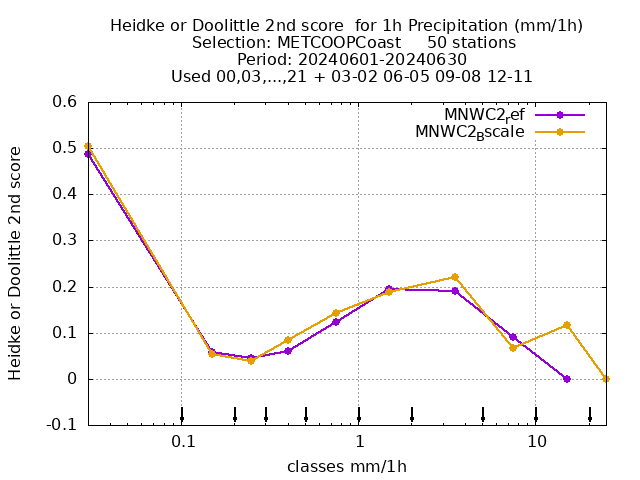 Heidke or Doolittle 2nd score  for 1h Precipitation (mm/1h)
Selection: METCOOPCoast     50 stations
Period: 20240601-20240630
Used 00,03,...,21 + 03-02 06-05 09-08 12-11
MNWC2ref
MNWC2Bscale
Heidke or Doolittle 2nd score
0.6
0.5
0.4
0.3
0.2
0.1
0
-0.1
0.1 1 10
classes mm/1h